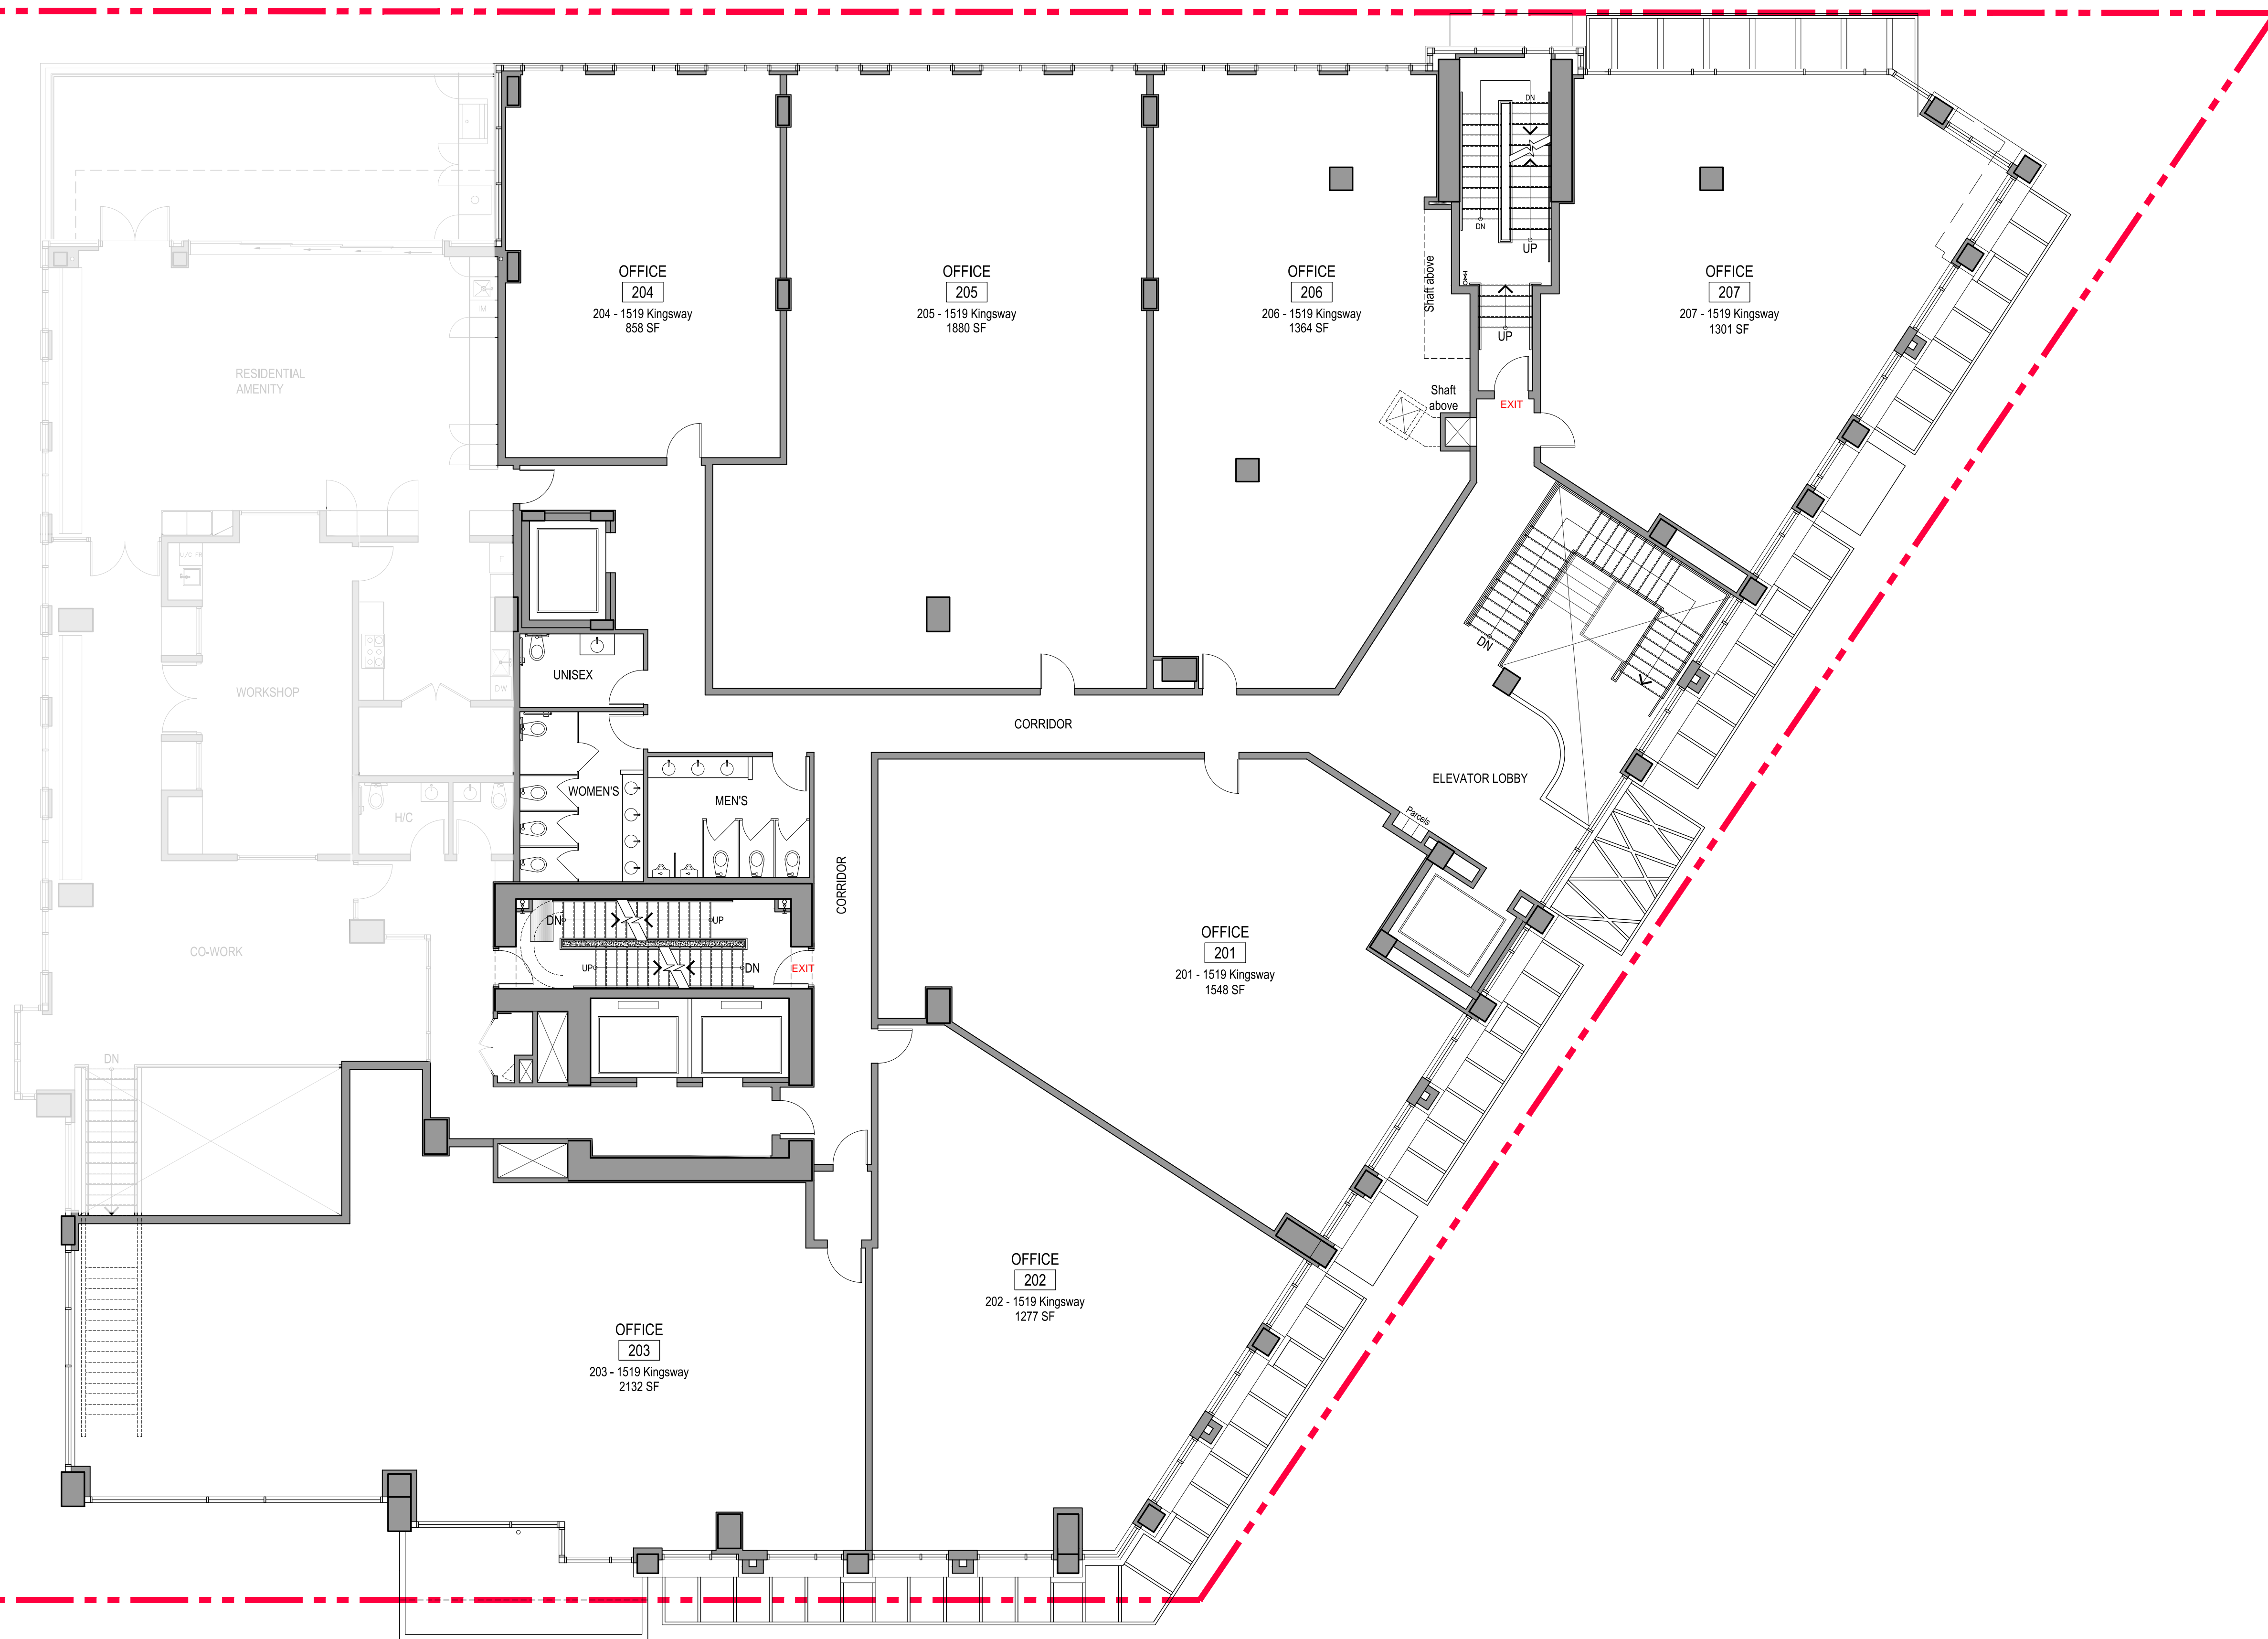 DN
DN
UP
UP
Shaft above
Shaft
above
EXIT
OFFICE
204
204 - 1519 Kingsway
858 SF
OFFICE
205
205 - 1519 Kingsway
1880 SF
OFFICE
206
206 - 1519 Kingsway
1364 SF
OFFICE
207
207 - 1519 Kingsway
1301 SF
IM
RESIDENTIAL
AMENITY
H/C FR
F
DW
WORKSHOP
UNISEX
WOMEN'S
MEN'S
H/C
CORRIDOR
CORRIDOR
DN
ELEVATOR LOBBY
Parcels
CO-WORK
DN
UP
UP
DN
EXIT
DN
OFFICE
201
201 - 1519 Kingsway
1548 SF
OFFICE
202
202 - 1519 Kingsway
1277 SF
OFFICE
203
203 - 1519 Kingsway
2132 SF